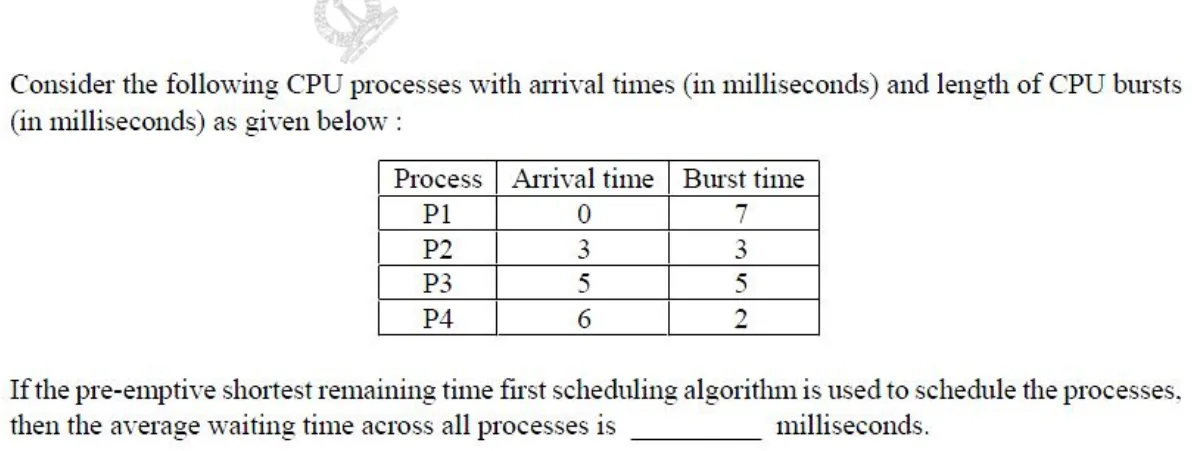 Consider the following CPU processes with arrival times (in milliseconds) and length of CPU bursts
(in milliseconds) as given below :
Process Arrival time Burst time
P1 0 7
P2 3 3
P3 5 5
P4 6 2
If the pre-emptive shortest remaining time first scheduling algorithm is used to schedule the processes,
then the average waiting time across all processes is __________ milliseconds.